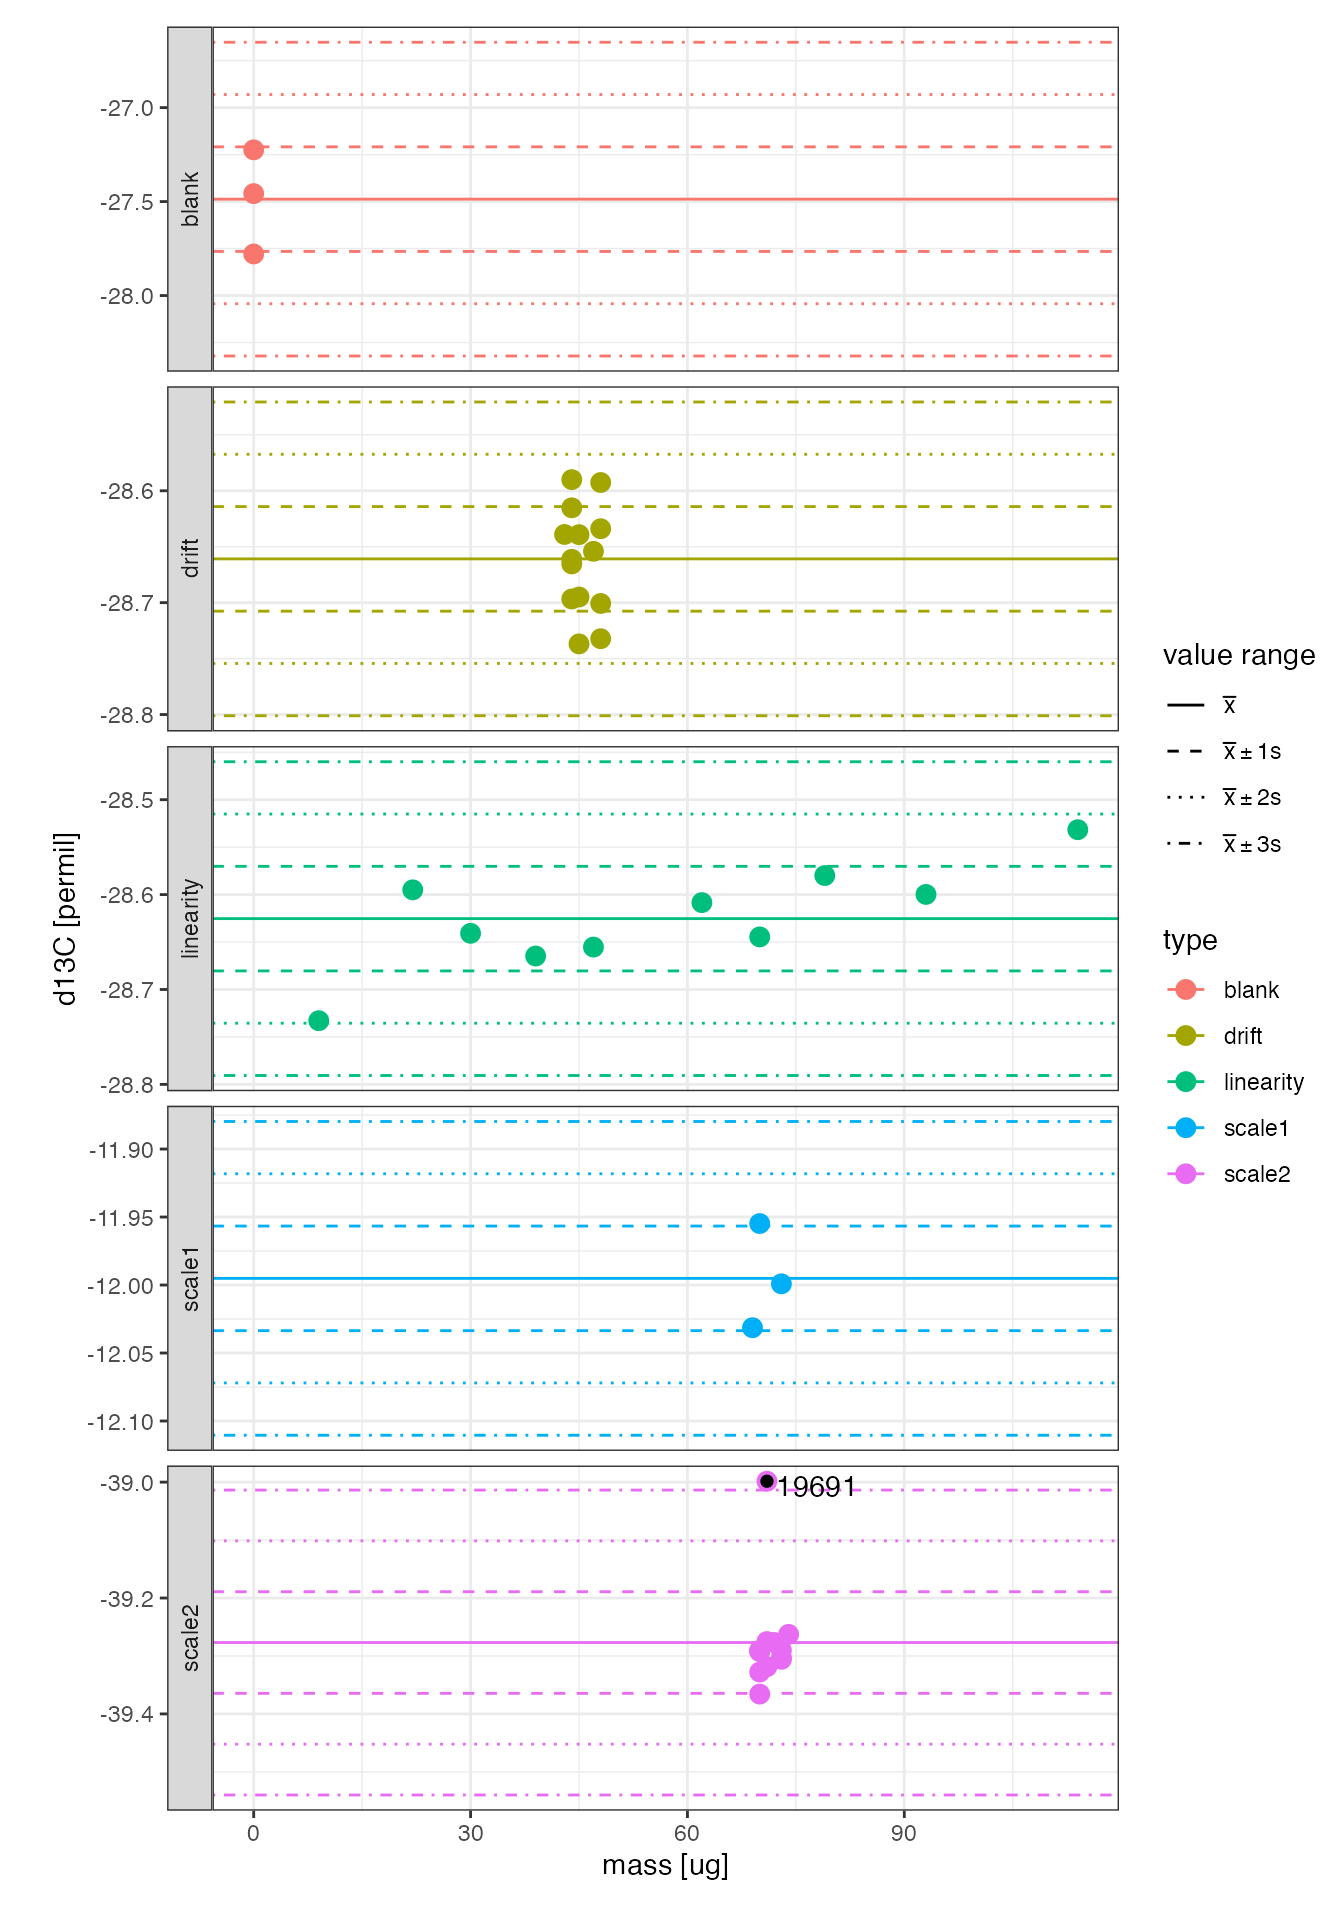 -27.0
-27.5
-28.0
blank
-28.6
-28.7
-28.8
drift
-28.5
-28.6
-28.7
-28.8
linearity
-11.90
-11.95
-12.00
-12.05
-12.10
scale1
-39.0
-39.2
-39.4
scale2
19691
d13C [permil]
0 30 60 90
mass [ug]
value range
x̅
x̅ ± 1s
x̅ ± 2s
x̅ ± 3s
type
blank
drift
linearity
scale1
scale2